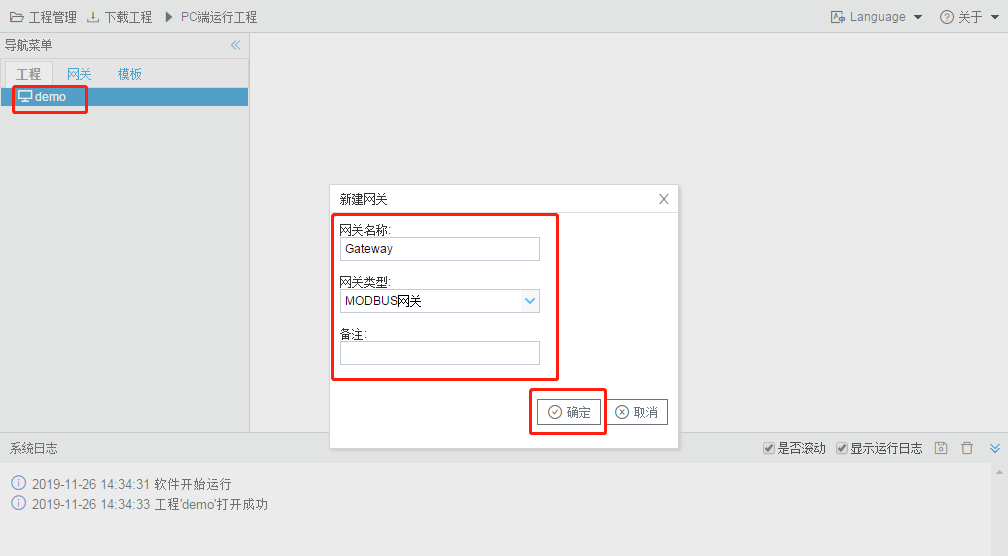 工程管理 下载工程 PC端运行工程 Language 关于
导航菜单
工程 网关 模板
demo
新建网关
网关名称:
Gateway
网关类型:
MODBUS网关
备注:
确定 取消
系统日志 是否滚动 显示运行日志
2019-11-26 14:34:31 软件开始运行
2019-11-26 14:34:33 工程'demo'打开成功